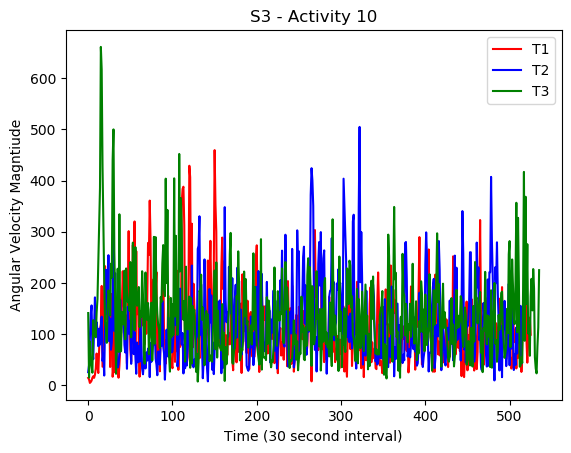 S3 - Activity 10
T1
T2
T3
600
500
400
300
200
100
0
Angular Velocity Magntiude
0 100 200 300 400 500
Time (30 second interval)